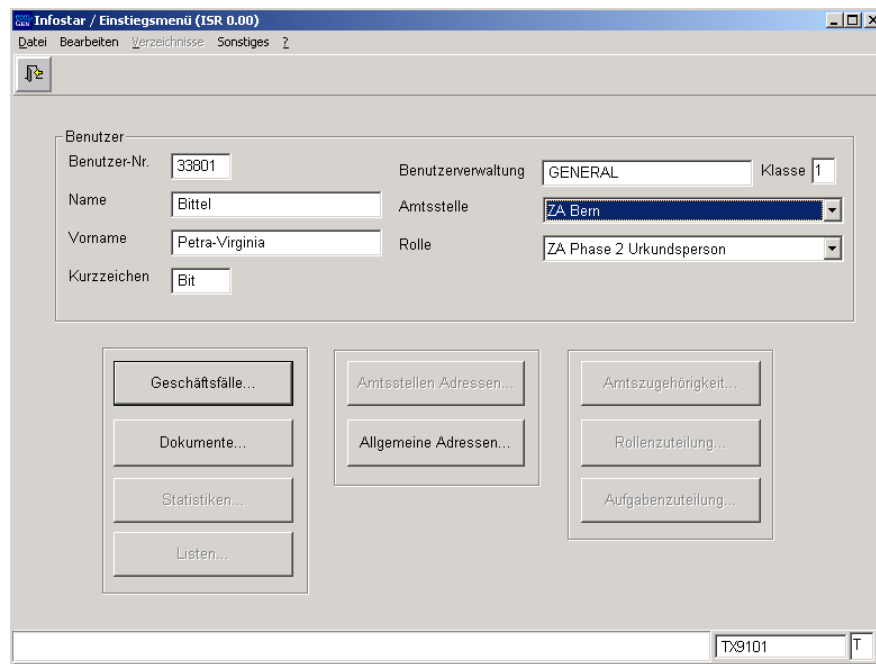 Infostar / Einstiegsmenü (ISR 0.00)
Datei Bearbeiten Verzeichnisse Sonstiges ?
Benutzer
Benutzer-Nr. 33801
Benutzerverwaltung GENERAL Klasse 1
Name Bittel
Amtsstelle ZA Bern
Vorname Petra-Virginia
Rolle ZA Phase 2 Urkundsperson
Kurzzeichen Bit
Geschäftsfälle... Amtsstellen Adressen... Amtszugehörigkeit...
Dokumente... Allgemeine Adressen... Rollenzuteilung...
Statistiken... Aufgabenzuteilung...
Listen...
TX9101 T